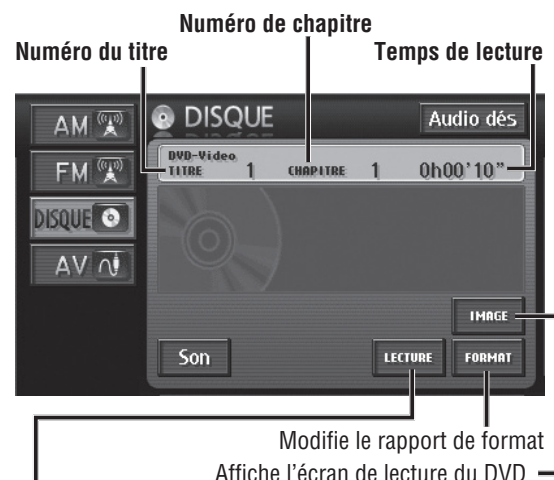 Numéro de chapitre
Numéro du titre
Temps de lecture
AM
DISQUE
Audio dés
FM
DVD-Video
TITRE 1 CHAPITRE 1 0h00'10"
DISQUE
AV
IMAGE
Son
LECTURE
FORMAT
Modifie le rapport de format
Affiche l'écran de lecture du DVD